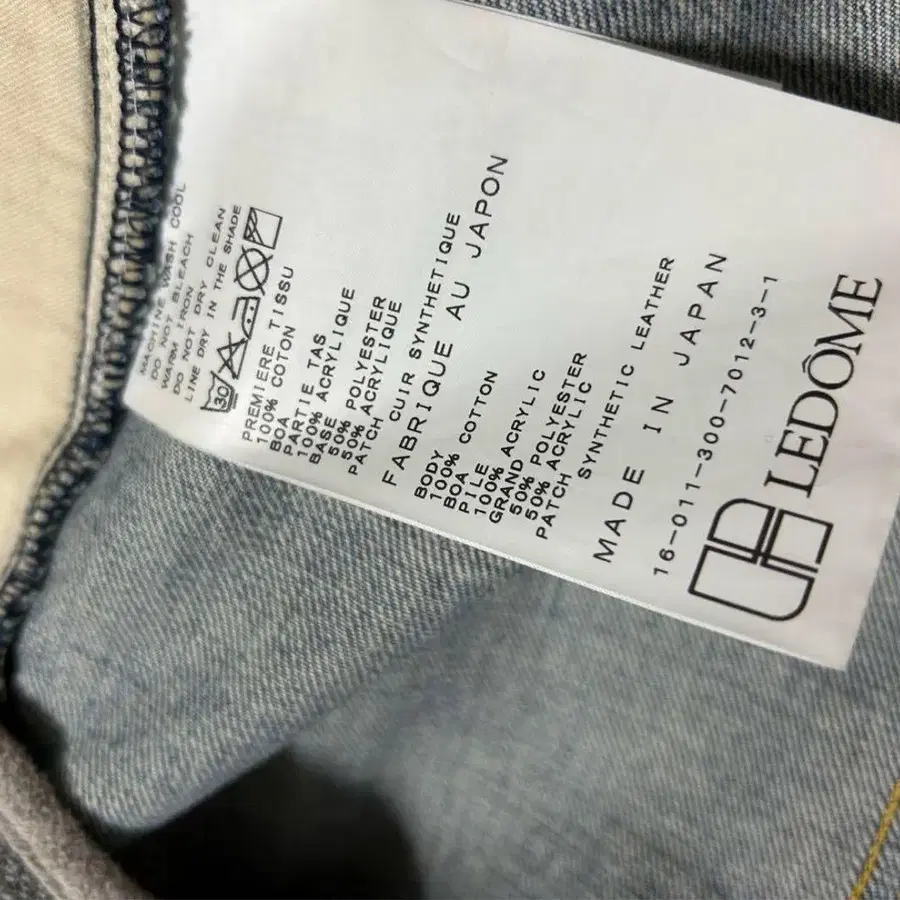 LEDÔME
16-011-300-7012-3-1
MADE IN JAPAN
SYNTHETIC LEATHER
PATCH
50% ACRYLIC
50% POLYESTER
GRAND
100% ACRYLIC
PILE
BOA
100% COTTON
BODY
FABRIQUE AU JAPON
CUIR SYNTHETIQUE
PATCH
50% ACRYLIQUE
50% POLYESTER
BASE
100% ACRYLIQUE
PARTIE TAS
BOA
100% COTON
PREMIERE TISSU
30
LINE DRY IN THE SHADE
DO NOT DRY CLEAN
WARM IRON
DO NOT BLEACH
MACHINE WASH COOL